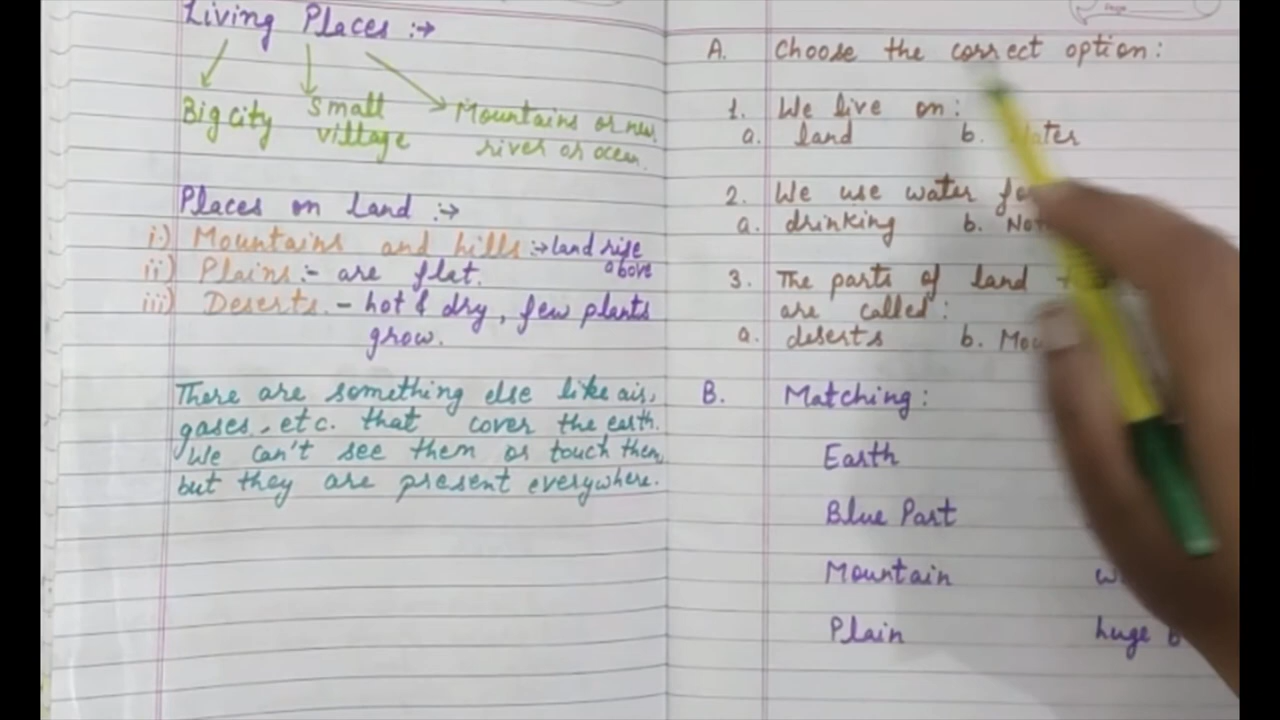 Living Places :→
Big city
Small village
Mountains or near river or ocean.
Places on Land :→
i.) Mountains and hills :→ land rise above
ii) Plains :- are flat.
iii) Deserts. - hot & dry, few plants
grow.
There are something else like air,
gases, etc. that cover the earth.
We can't see them or touch them,
but they are present everywhere.
A. Choose the correct option :
1. We live on :
a. land b. Water
2. We use water
a. drinking b.
3. The parts of land
are called :
a. deserts b.
B. Matching :
Earth
Blue Part
Mountain
Plain huge